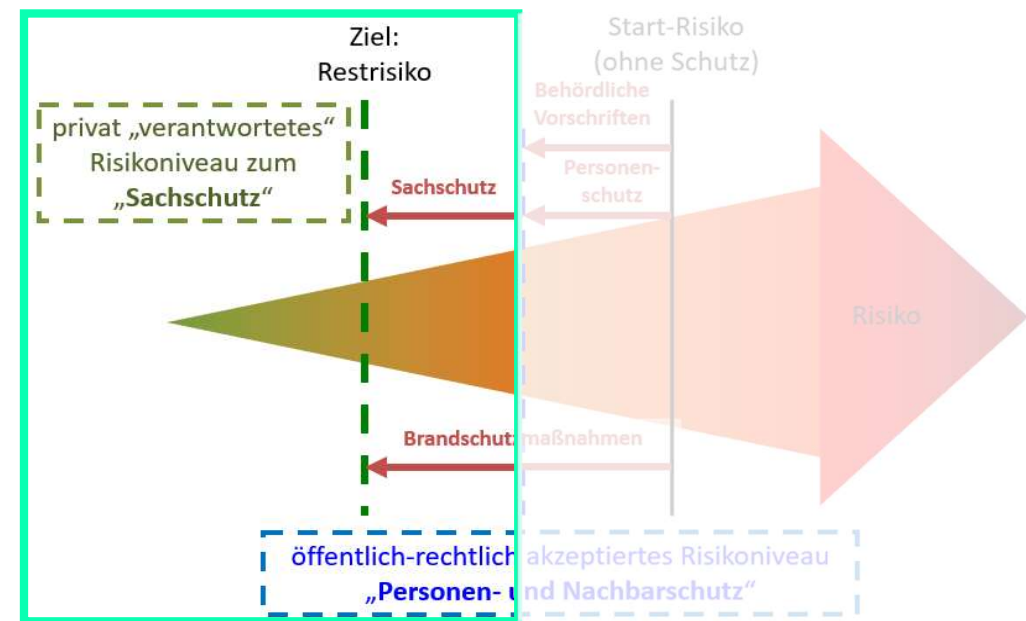 Ziel:
Restrisiko
Start-Risiko
(ohne Schutz)
privat „verantwortetes“
Risikoniveau zum
„Sachschutz“
Behördliche
Vorschriften
Sachschutz
Personen-
schutz
Risiko
Brandschutzmaßnahmen
öffentlich-rechtlich akzeptiertes Risikoniveau
„Personen- und Nachbarschutz“